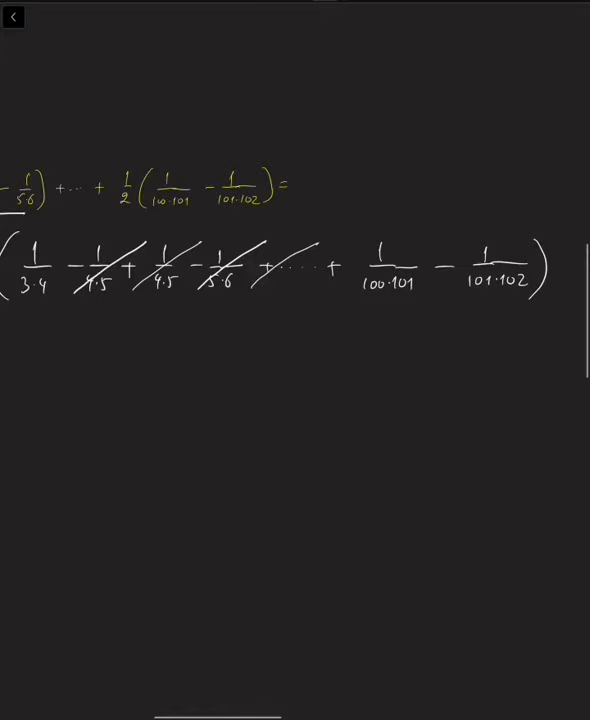 − 1/(5·6)) + ... + 1/2 (1/(100·101) − 1/(101·102)) =
(1/(3·4) − 1/(4·5) + 1/(4·5) − 1/(5·6) + ..... + 1/(100·101) − 1/(101·102))